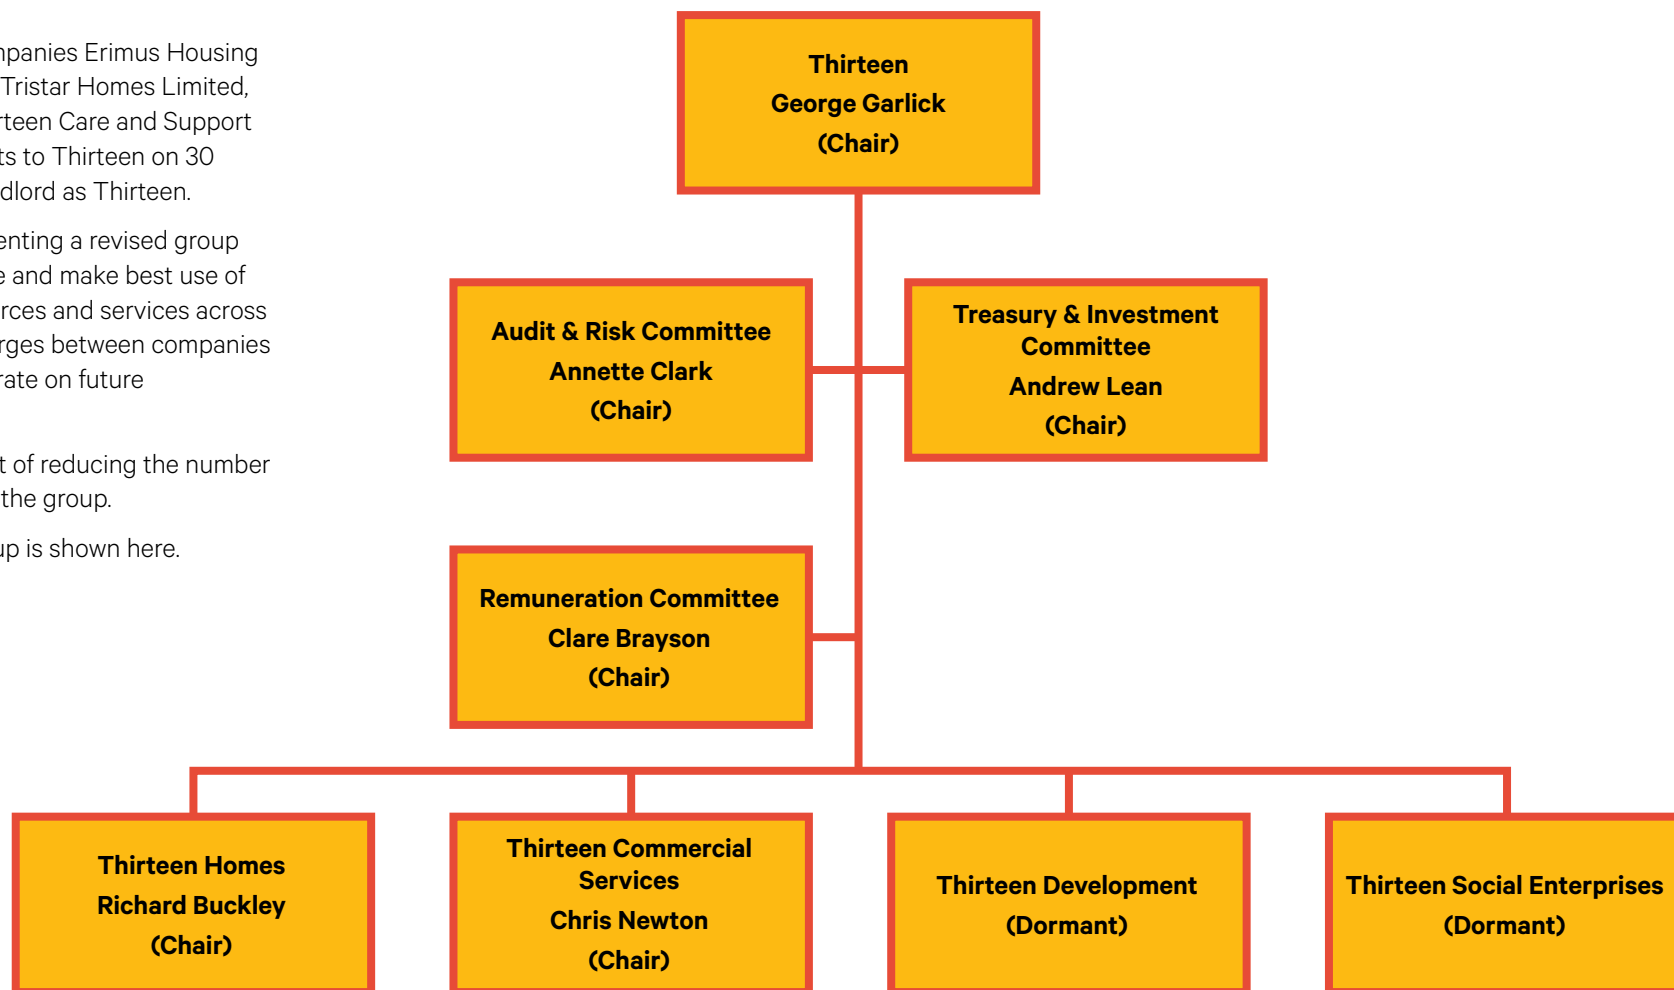 mpanies Erimus Housing
Tristar Homes Limited,
rteen Care and Support
ts to Thirteen on 30
dlord as Thirteen.
enting a revised group
e and make best use of
rces and services across
rges between companies
rate on future
t of reducing the number
the group.
up is shown here.
Thirteen
George Garlick
(Chair)
Audit & Risk Committee
Annette Clark
(Chair)
Treasury & Investment
Committee
Andrew Lean
(Chair)
Remuneration Committee
Clare Brayson
(Chair)
Thirteen Homes
Richard Buckley
(Chair)
Thirteen Commercial
Services
Chris Newton
(Chair)
Thirteen Development
(Dormant)
Thirteen Social Enterprises
(Dormant)